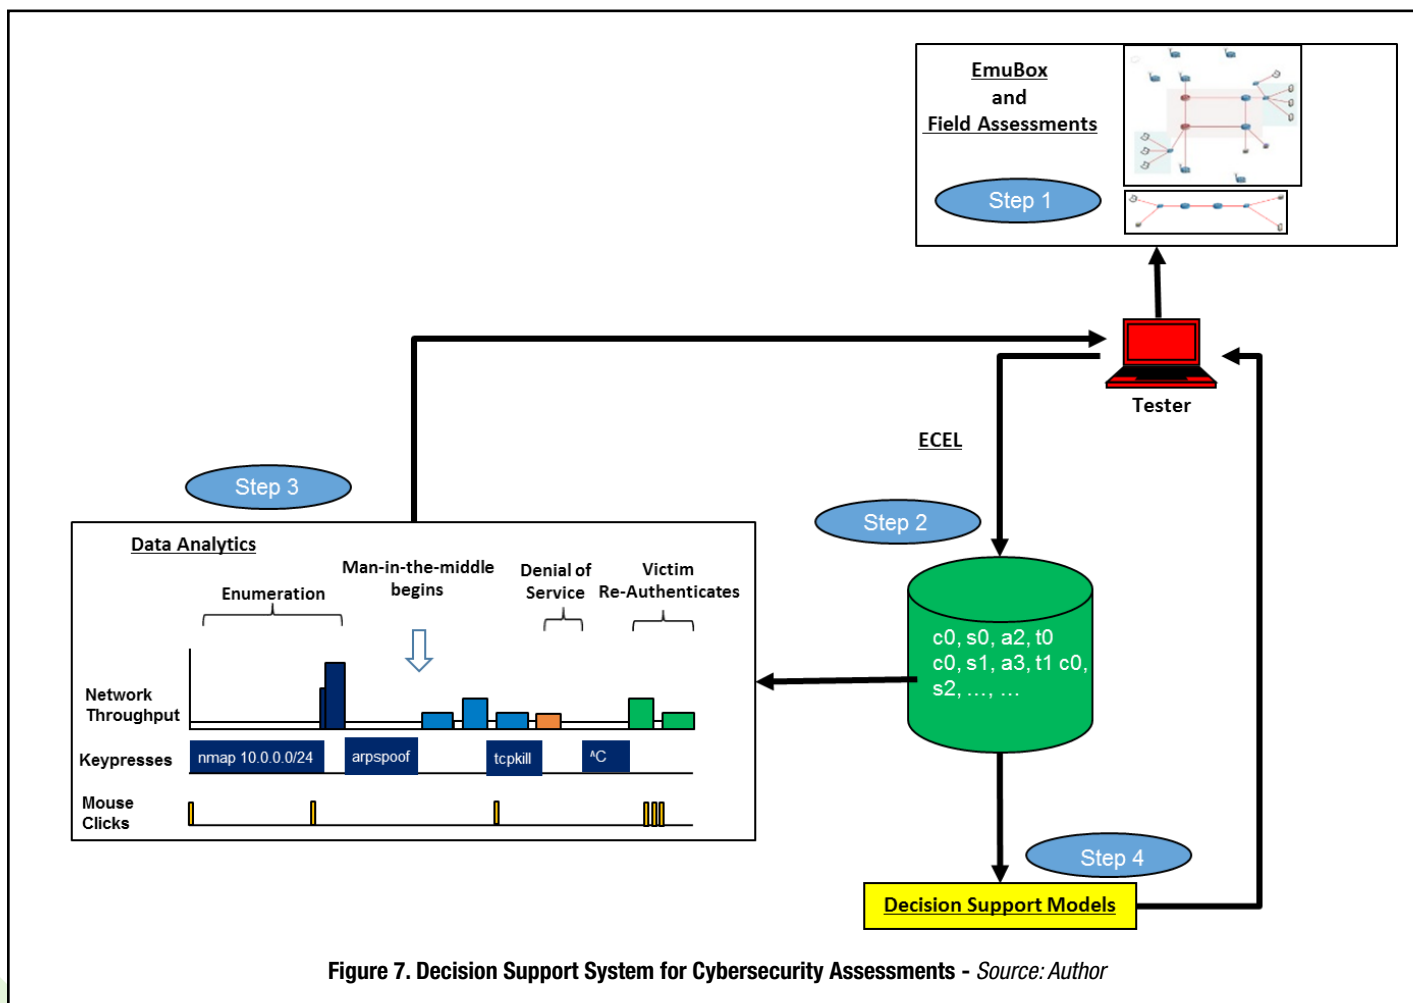 EmuBox
and
Field Assessments
Step 1
Tester
ECEL
Step 2
c0, s0, a2, t0
c0, s1, a3, t1 c0,
s2, ..., ...
Step 3
Data Analytics
Enumeration
Man-in-the-middle
begins
Denial of
Service
Victim
Re-Authenticates
Network
Throughput
Keypresses
nmap 10.0.0.0/24
arpspoof
tcpkill
^C
Mouse
Clicks
Step 4
Decision Support Models
Figure 7. Decision Support System for Cybersecurity Assessments - Source: Author